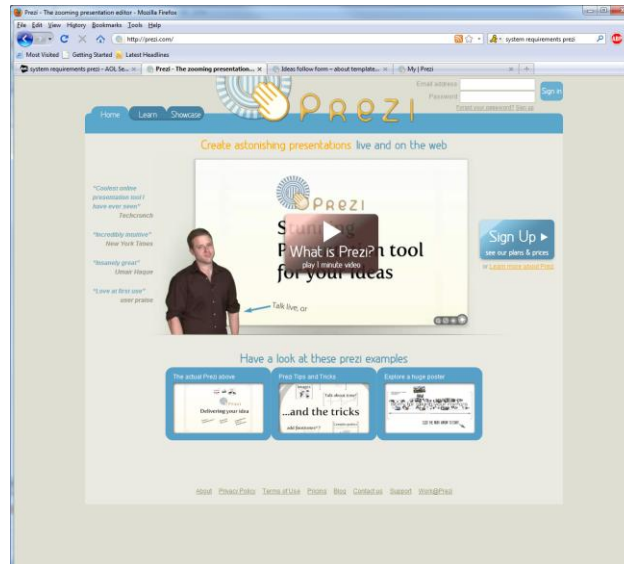 Prezi - The zooming presentation editor - Mozilla Firefox
File Edit View History Bookmarks Tools Help
http://prezi.com/
system requirements prezi
Most Visited Getting Started Latest Headlines
system requirements prezi - AOL Se...
Prezi - The zooming presentation...
Ideas follow form – about template...
My | Prezi
Email address
Password
Sign in
Forgot your password? Sign up
PREZI
Home Learn Showcase
Create astonishing presentations live and on the web
"Coolest online
presentation tool I
have ever seen"
Techcrunch
"Incredibly intuitive"
New York Times
"Insanely great"
Umair Haque
"Love at first use"
user praise
PREZI
Stunning
tool
for your ideas
What is Prezi?
play 1 minute video
Talk live, or
Sign Up
see our plans & prices
or Learn more about Prezi
Have a look at these prezi examples
The actual Prezi above
Prezi Tips and Tricks
Explore a huge poster
Delivering your idea
Talk about you?
...and the tricks
About Privacy Policy Terms of Use Pricing Blog Contact us Support Work@Prezi